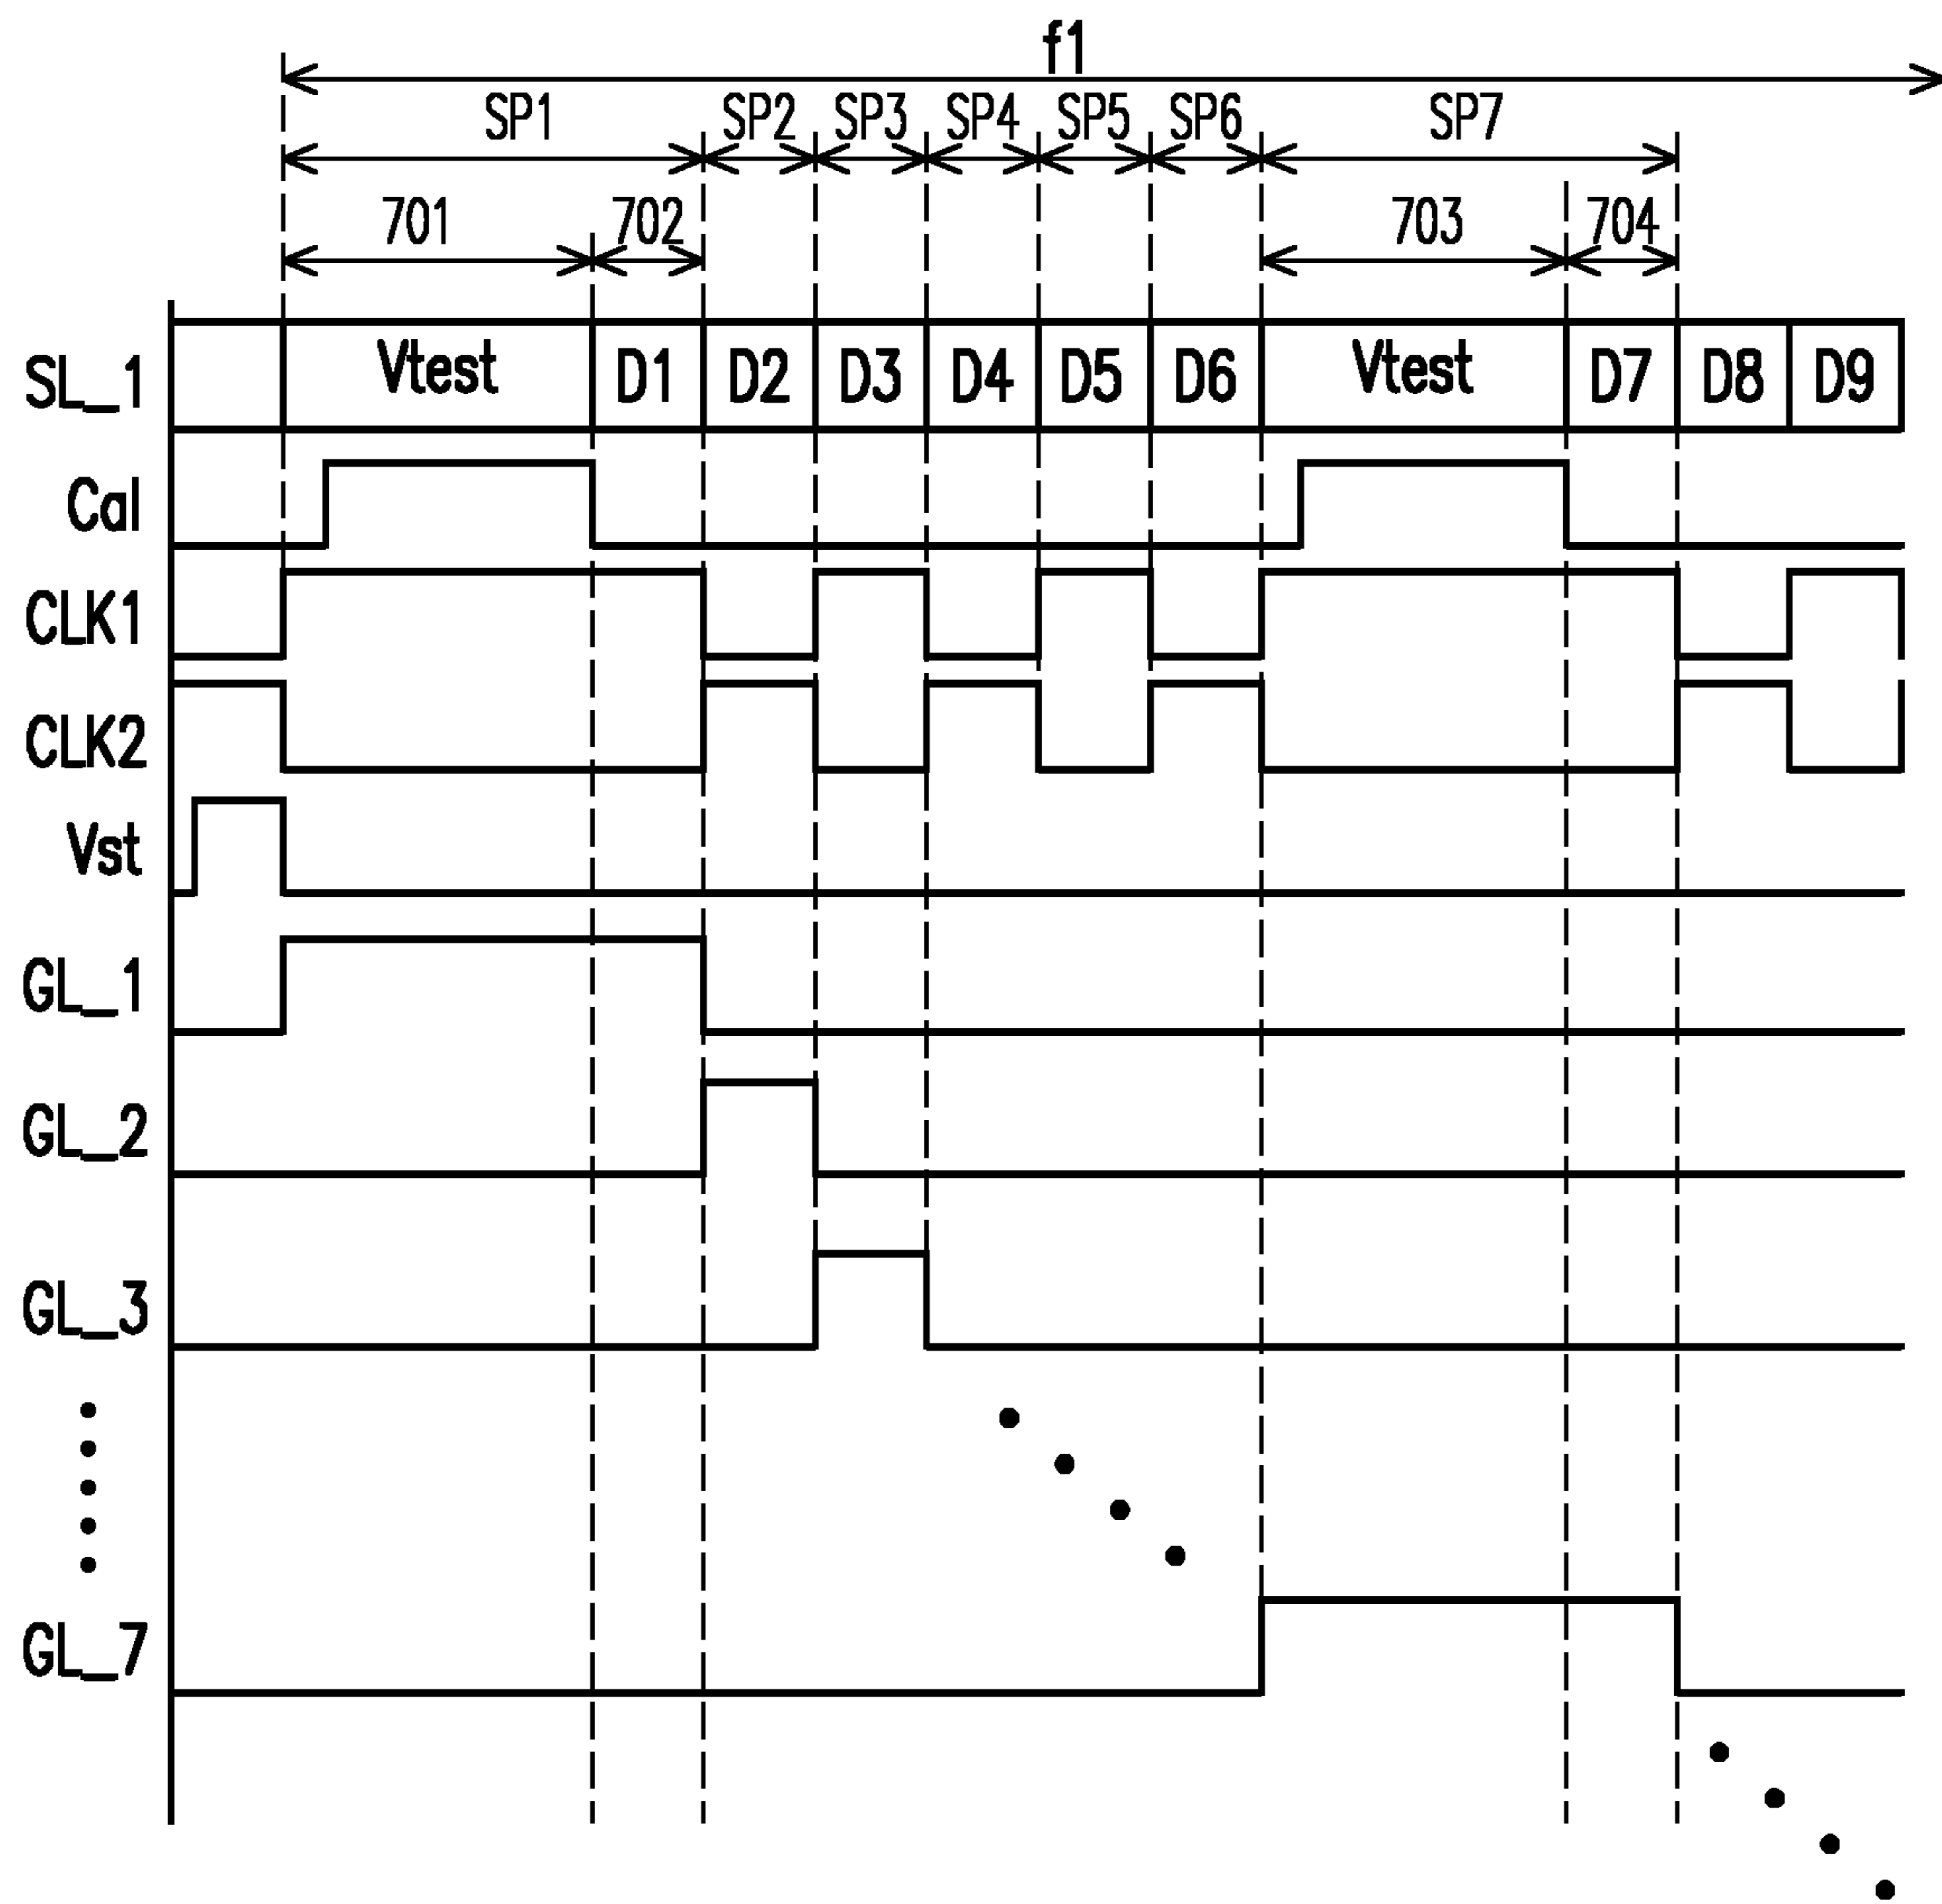 f1
SP1 SP2 SP3 SP4 SP5 SP6 SP7
701 702 703 704
SL_1 Vtest D1 D2 D3 D4 D5 D6 Vtest D7 D8 D9
Cal
CLK1
CLK2
Vst
GL_1
GL_2
GL_3
GL_7